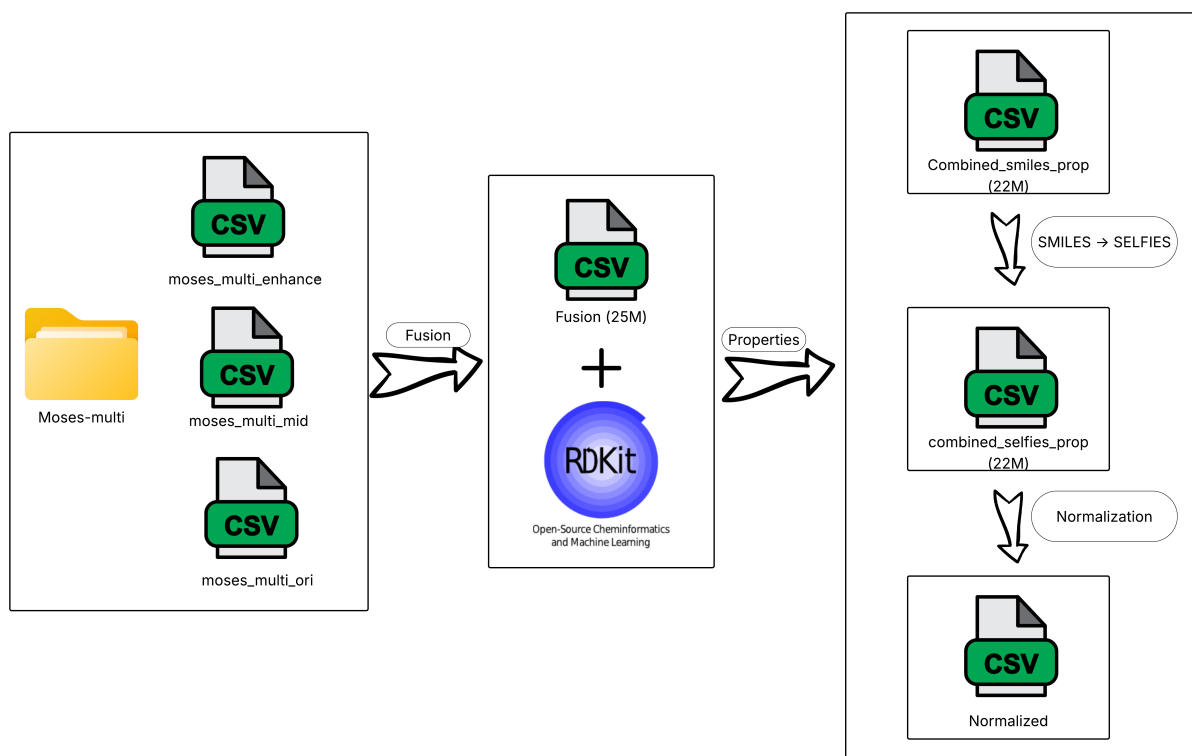 CSV
moses_multi_enhance
Moses-multi
CSV
moses_multi_mid
CSV
moses_multi_ori
Fusion
CSV
Fusion (25M)
RDKit
Open-Source Cheminformatics
and Machine Learning
Properties
CSV
Combined_smiles_prop
(22M)
SMILES → SELFIES
CSV
combined_selfies_prop
(22M)
Normalization
CSV
Normalized